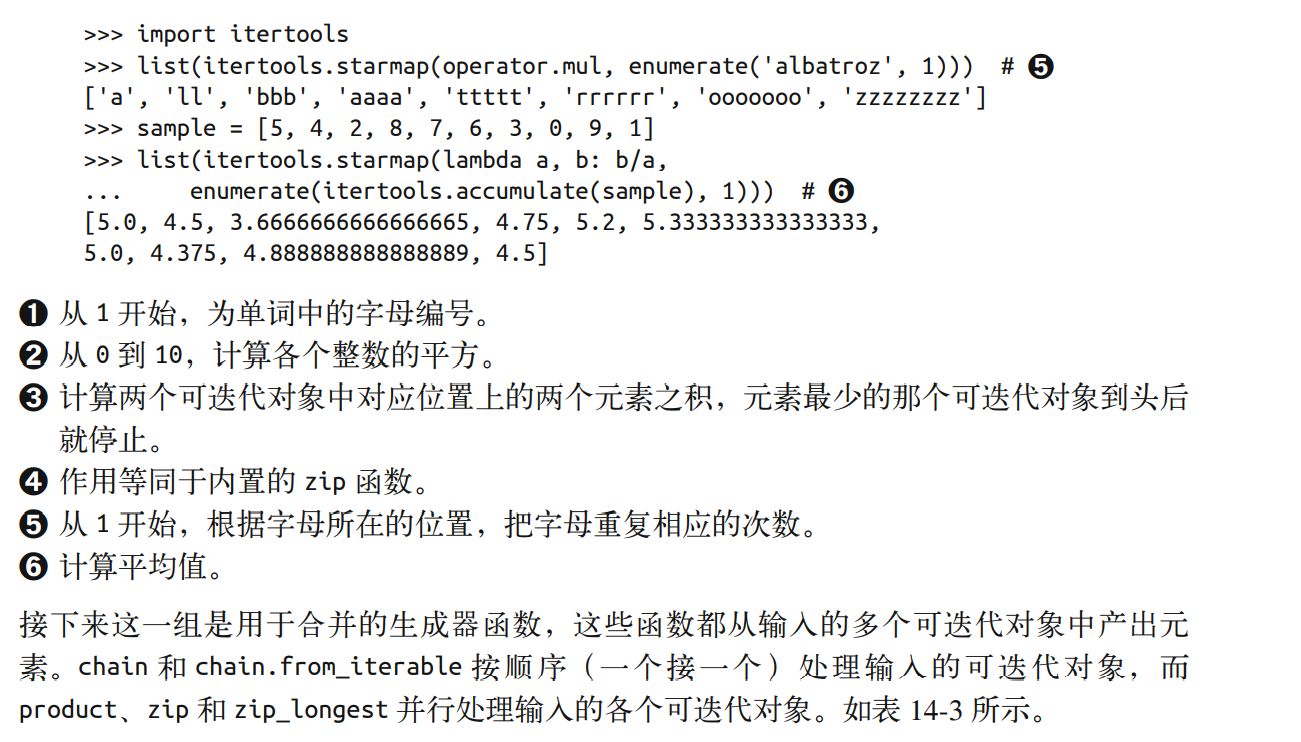 >>> import itertools
>>> list(itertools.starmap(operator.mul, enumerate('albatroz', 1)))  # ❺
['a', 'll', 'bbb', 'aaaa', 'ttttt', 'rrrrrr', 'ooooooo', 'zzzzzzzz']
>>> sample = [5, 4, 2, 8, 7, 6, 3, 0, 9, 1]
>>> list(itertools.starmap(lambda a, b: b/a,
...     enumerate(itertools.accumulate(sample), 1)))  # ❻
[5.0, 4.5, 3.6666666666666665, 4.75, 5.2, 5.333333333333333,
5.0, 4.375, 4.888888888888889, 4.5]
❶ 从 1 开始，为单词中的字母编号。
❷ 从 0 到 10，计算各个整数的平方。
❸ 计算两个可迭代对象中对应位置上的两个元素之积，元素最少的那个可迭代对象到头后
就停止。
❹ 作用等同于内置的 zip 函数。
❺ 从 1 开始，根据字母所在的位置，把字母重复相应的次数。
❻ 计算平均值。
接下来这一组是用于合并的生成器函数，这些函数都从输入的多个可迭代对象中产出元
素。chain 和 chain.from_iterable 按顺序（一个接一个）处理输入的可迭代对象，而
product、zip 和 zip_longest 并行处理输入的各个可迭代对象。如表 14-3 所示。